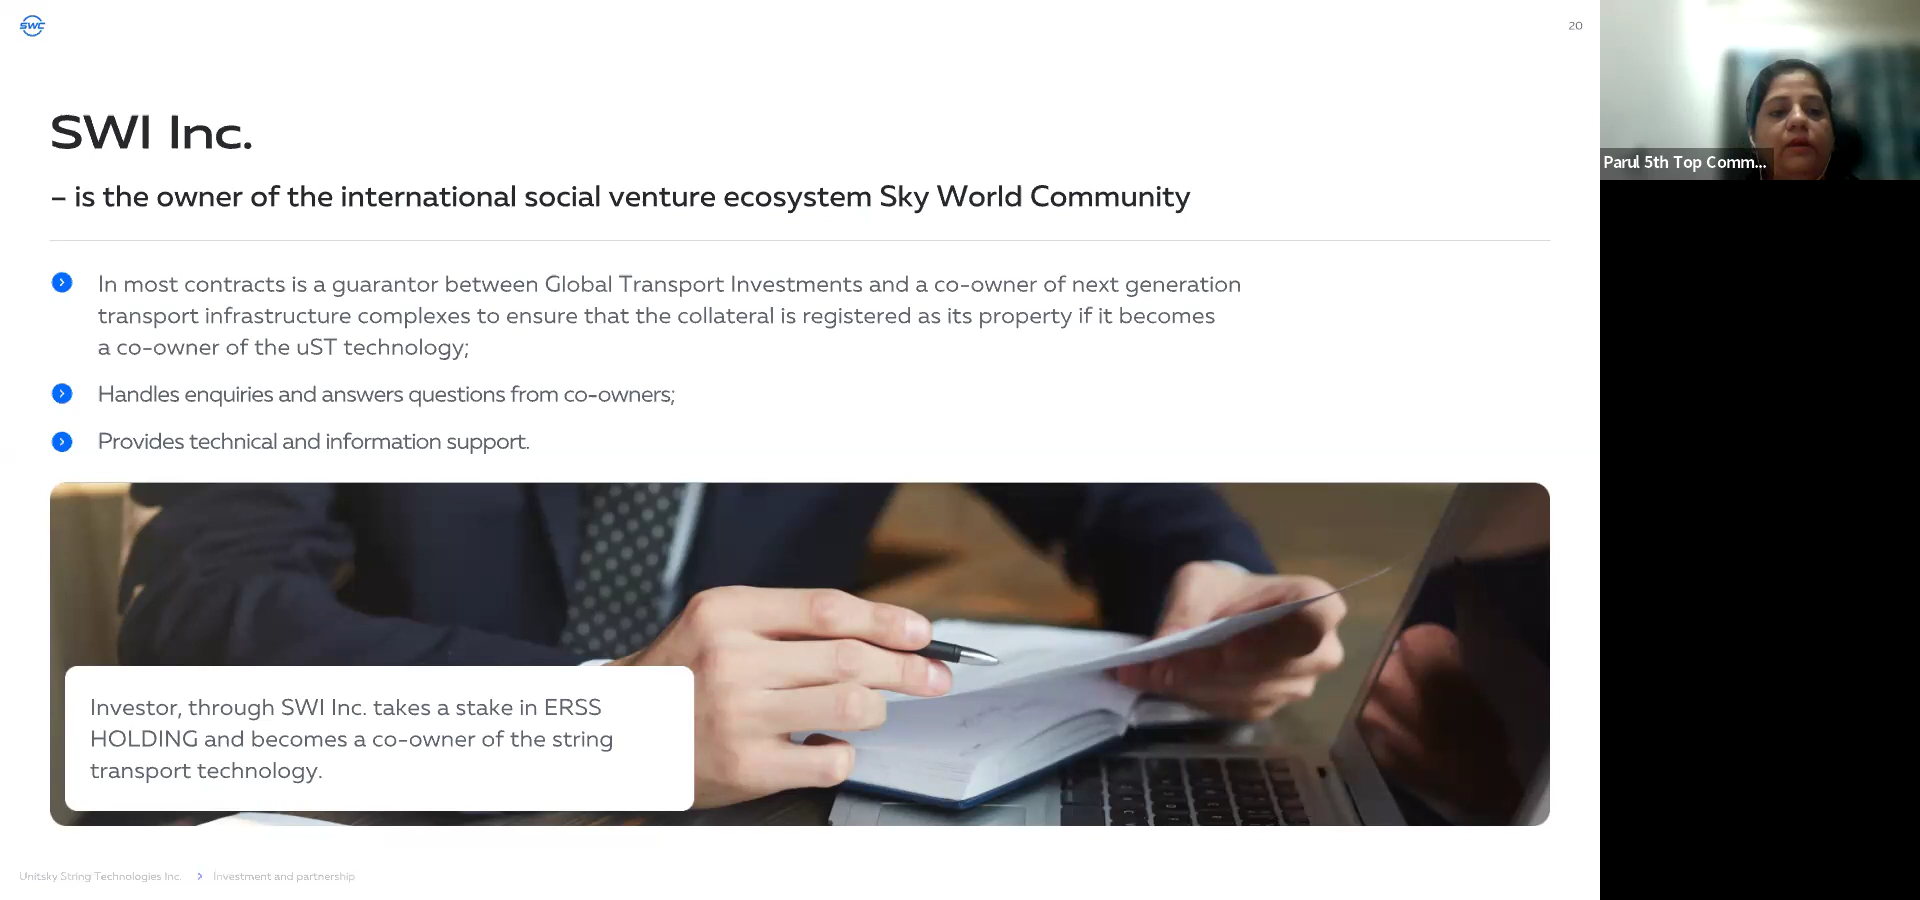 SWC
20
SWI Inc.
– is the owner of the international social venture ecosystem Sky World Community
In most contracts is a guarantor between Global Transport Investments and a co-owner of next generation
transport infrastructure complexes to ensure that the collateral is registered as its property if it becomes
a co-owner of the uST technology;
Handles enquiries and answers questions from co-owners;
Provides technical and information support.
Investor, through SWI Inc. takes a stake in ERSS
HOLDING and becomes a co-owner of the string
transport technology.
Unitsky String Technologies Inc. > Investment and partnership
Parul 5th Top Comm...